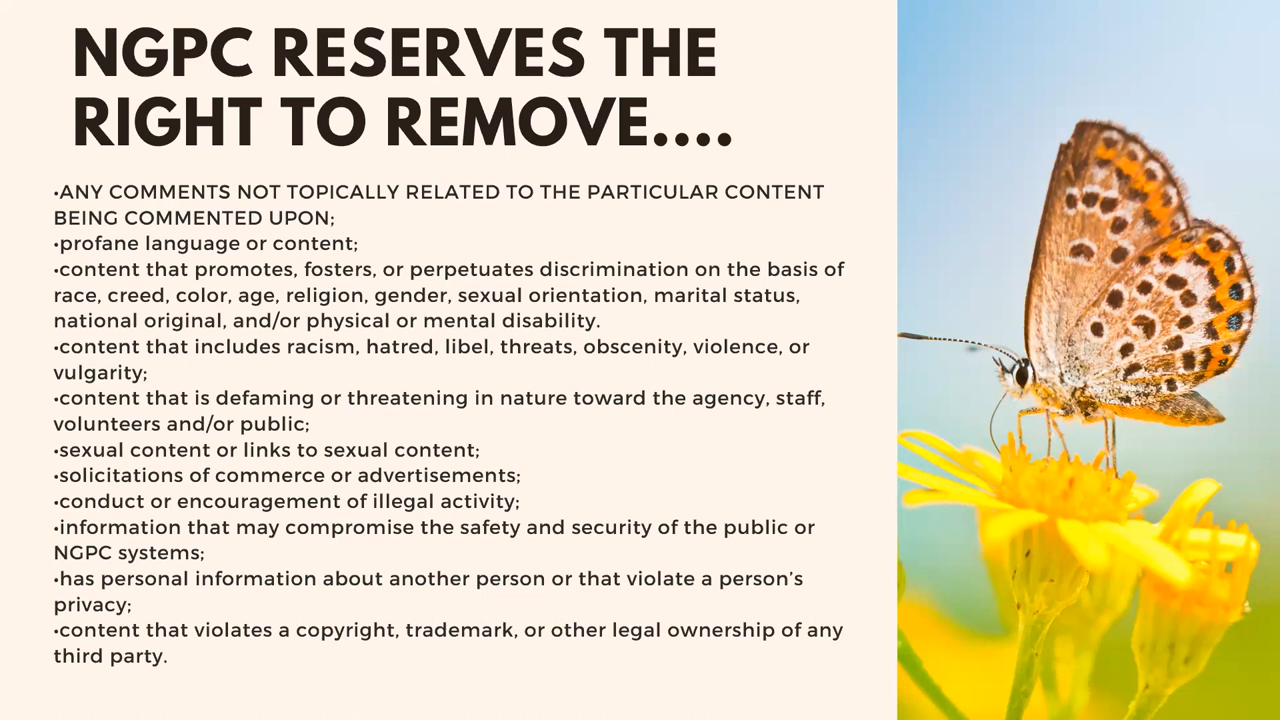 NGPC RESERVES THE
RIGHT TO REMOVE....
•ANY COMMENTS NOT TOPICALLY RELATED TO THE PARTICULAR CONTENT
BEING COMMENTED UPON;
•profane language or content;
•content that promotes, fosters, or perpetuates discrimination on the basis of
race, creed, color, age, religion, gender, sexual orientation, marital status,
national original, and/or physical or mental disability.
•content that includes racism, hatred, libel, threats, obscenity, violence, or
vulgarity;
•content that is defaming or threatening in nature toward the agency, staff,
volunteers and/or public;
•sexual content or links to sexual content;
•solicitations of commerce or advertisements;
•conduct or encouragement of illegal activity;
•information that may compromise the safety and security of the public or
NGPC systems;
•has personal information about another person or that violate a person’s
privacy;
•content that violates a copyright, trademark, or other legal ownership of any
third party.